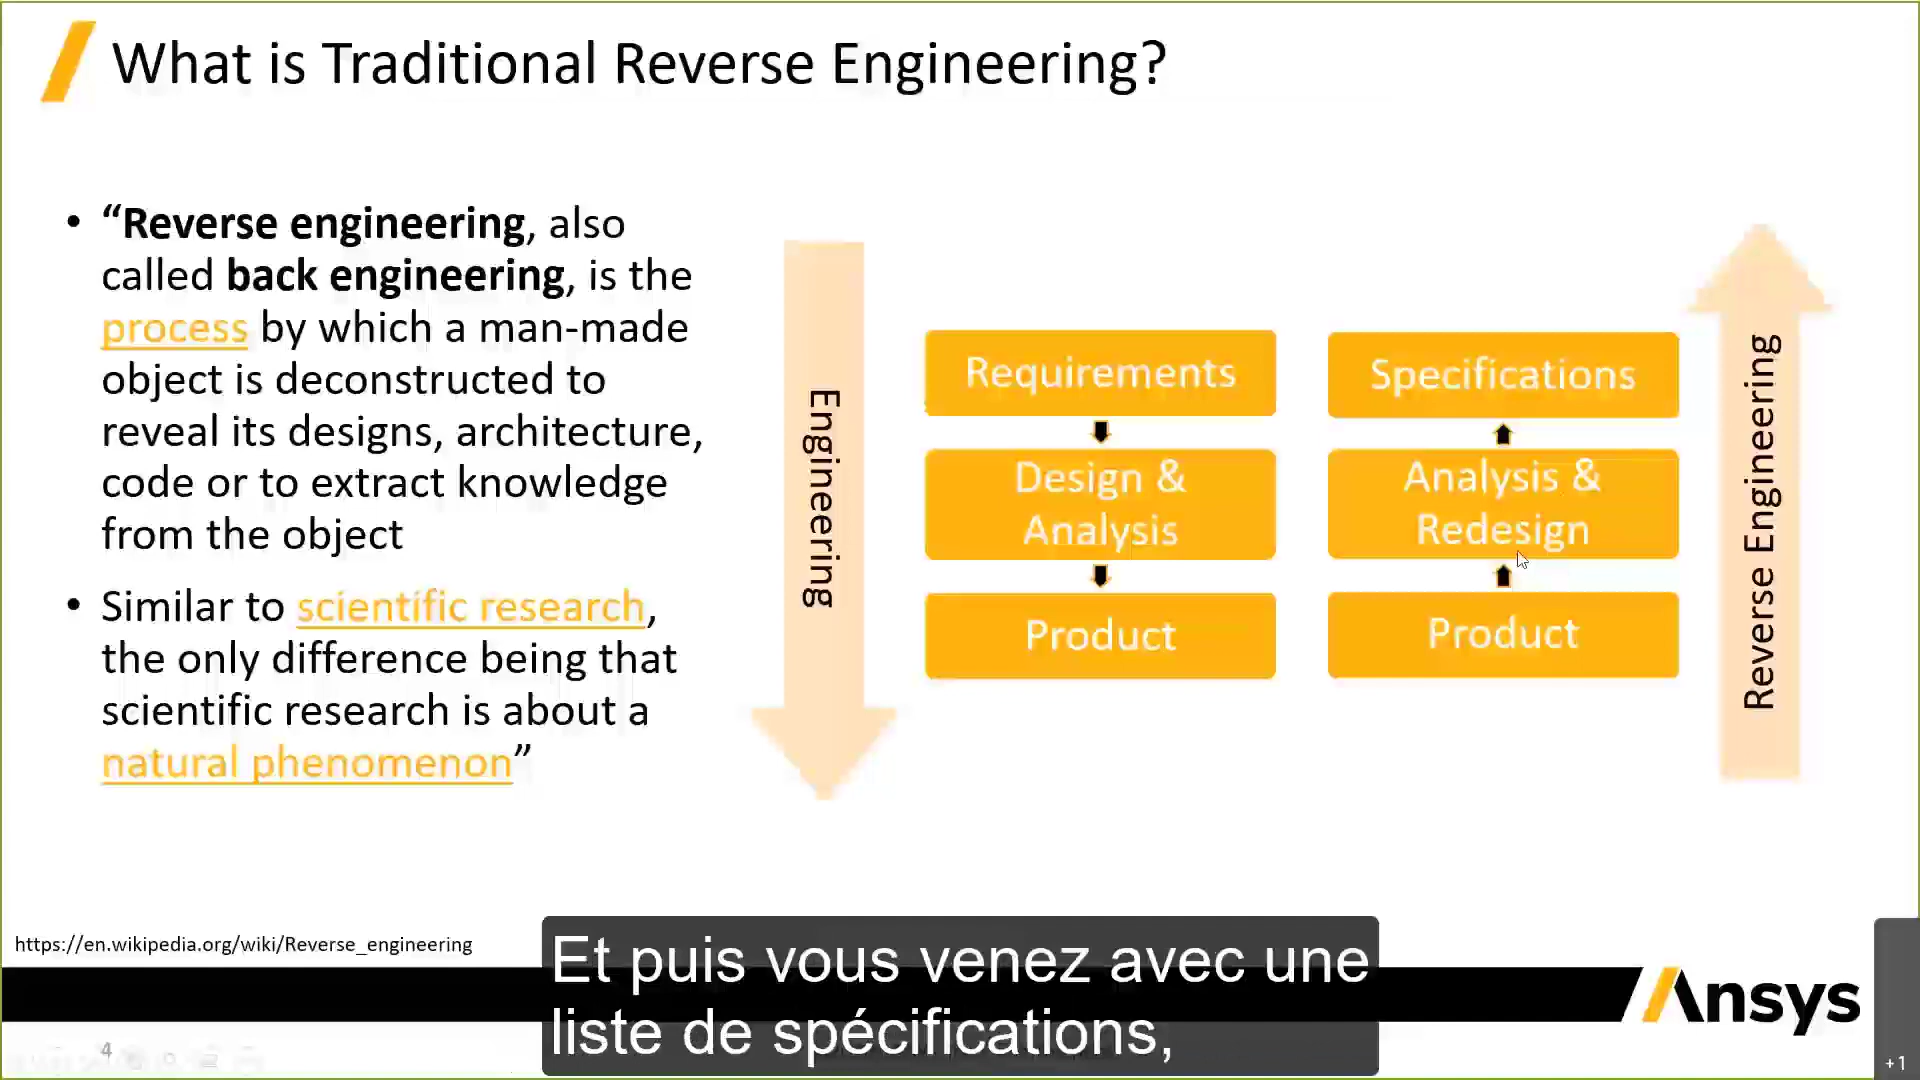 What is Traditional Reverse Engineering?
• “Reverse engineering, also
called back engineering, is the
process by which a man-made
object is deconstructed to
reveal its designs, architecture,
code or to extract knowledge
from the object
• Similar to scientific research,
the only difference being that
scientific research is about a
natural phenomenon”
Engineering
Requirements
Design &
Analysis
Product
Specifications
Analysis &
Redesign
Product
Reverse Engineering
https://en.wikipedia.org/wiki/Reverse_engineering
Et puis vous venez avec une
liste de spécifications,
Ansys
4
+1